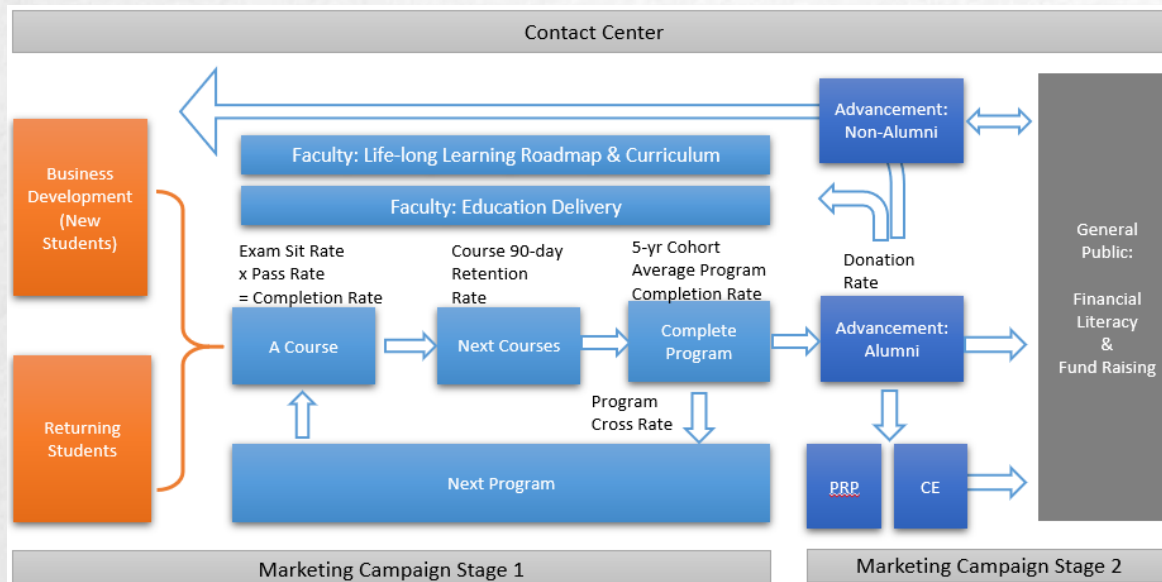 Contact Center
Advancement:
Non-Alumni
Business
Development
(New
Students)
Faculty: Life-long Learning Roadmap & Curriculum
Faculty: Education Delivery
General
Public:
Financial
Literacy
&
Fund Raising
Exam Sit Rate
x Pass Rate
= Completion Rate
Course 90-day
Retention
Rate
5-yr Cohort
Average Program
Completion Rate
Donation
Rate
A Course
Next Courses
Complete
Program
Advancement:
Alumni
Returning
Students
Program
Cross Rate
Next Program
PRP
CE
Marketing Campaign Stage 1
Marketing Campaign Stage 2